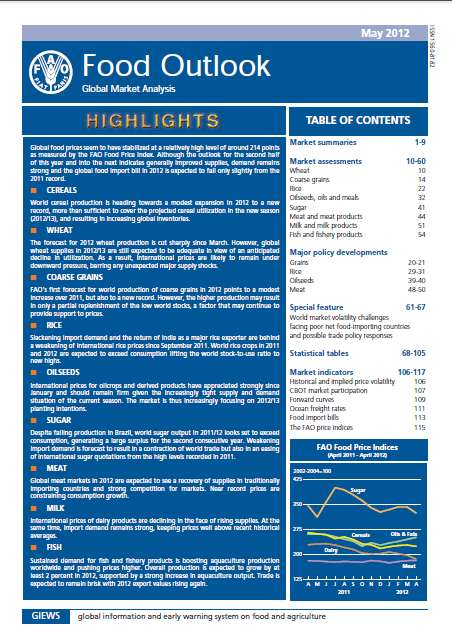 May 2012
ISSN 1560-8182
FAO
FIAT PANIS
Food Outlook
Global Market Analysis
HIGHLIGHTS
Global food prices seem to have stabilized at a relatively high level of around 214 points
as measured by the FAO Food Price Index. Although the outlook for the second half
of this year and into the next indicates generally improved supplies, demand remains
strong and the global food import bill in 2012 is expected to fall only slightly from the
2011 record.
CEREALS
World cereal production is heading towards a modest expansion in 2012 to a new
record, more than sufficient to cover the projected cereal utilization in the new season
(2012/13), and resulting in increasing global inventories.
WHEAT
The forecast for 2012 wheat production is cut sharply since March. However, global
wheat supplies in 2012/13 are still expected to be adequate in view of an anticipated
decline in utilization. As a result, international prices are likely to remain under
downward pressure, barring any unexpected major supply shocks.
COARSE GRAINS
FAO's first forecast for world production of coarse grains in 2012 points to a modest
increase over 2011, but also to a new record. However, the higher production may result
in only a partial replenishment of the low world stocks, a factor that may continue to
provide support to prices.
RICE
Slackening import demand and the return of India as a major rice exporter are behind
a weakening of international rice prices since September 2011. World rice crops in 2011
and 2012 are expected to exceed consumption lifting the world stock-to-use ratio to
new highs.
OILSEEDS
International prices for oilcrops and derived products have appreciated strongly since
January and should remain firm given the increasingly tight supply and demand
situation of the current season. The market is thus increasingly focusing on 2012/13
planting intentions.
SUGAR
Despite falling production in Brazil, world sugar output in 2011/12 looks set to exceed
consumption, generating a large surplus for the second consecutive year. Weakening
import demand is forecast to result in a contraction of world trade but also in an easing
of international sugar quotations from the high levels recorded in 2011.
MEAT
Global meat markets in 2012 are expected to see a recovery of supplies in traditionally
importing countries and strong competition for markets. Near record prices are
constraining consumption growth.
MILK
International prices of dairy products are declining in the face of rising supplies. At the
same time, import demand remains strong, keeping prices well above recent historical
averages.
FISH
Sustained demand for fish and fishery products is boosting aquaculture production
worldwide and pushing prices higher. Overall production is expected to grow by at
least 2 percent in 2012, supported by a strong increase in aquaculture output. Trade is
expected to remain brisk with 2012 export values rising again.
TABLE OF CONTENTS
Market summaries 1-9
Market assessments 10-60
Wheat 10
Coarse grains 14
Rice 22
Oilseeds, oils and meals 32
Sugar 41
Meat and meat products 44
Milk and milk products 51
Fish and fishery products 54
Major policy developments
Grains 20-21
Rice 29-31
Oilseeds 39-40
Meat 48-50
Special feature 61-67
World market volatility challenges
facing poor net food-importing countries
and possible trade policy responses
Statistical tables 68-105
Market indicators 106-117
Historical and implied price volatility 106
CBOT market participation 107
Forward curves 109
Ocean freight rates 111
Food import bills 113
The FAO price indices 115
FAO Food Price Indices
(April 2011 - April 2012)
2002-2004=100
425
Sugar
350
275
Cereals
Oils & Fats
Dairy
200
Meat
125
A M J J A S O N D J F M A
2011 2012
GIEWS global information and early warning system on food and agriculture